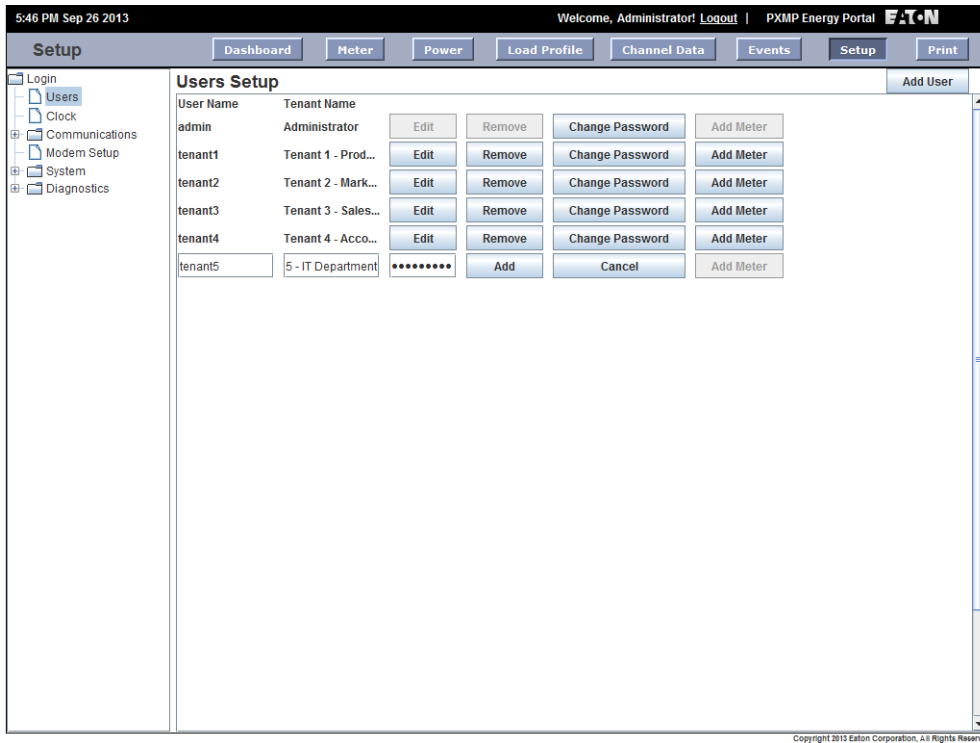 5:46 PM Sep 26 2013 Welcome, Administrator! Logout | PXMP Energy Portal EATON
Setup Dashboard Meter Power Load Profile Channel Data Events Setup Print
Login
Users
Clock
Communications
Modem Setup
System
Diagnostics
Users Setup Add User
User Name Tenant Name
admin Administrator Edit Remove Change Password Add Meter
tenant1 Tenant 1 - Prod... Edit Remove Change Password Add Meter
tenant2 Tenant 2 - Mark... Edit Remove Change Password Add Meter
tenant3 Tenant 3 - Sales... Edit Remove Change Password Add Meter
tenant4 Tenant 4 - Acco... Edit Remove Change Password Add Meter
tenant5 5 - IT Department ••••••••• Add Cancel Add Meter
Copyright 2013 Eaton Corporation, All Rights Reserv